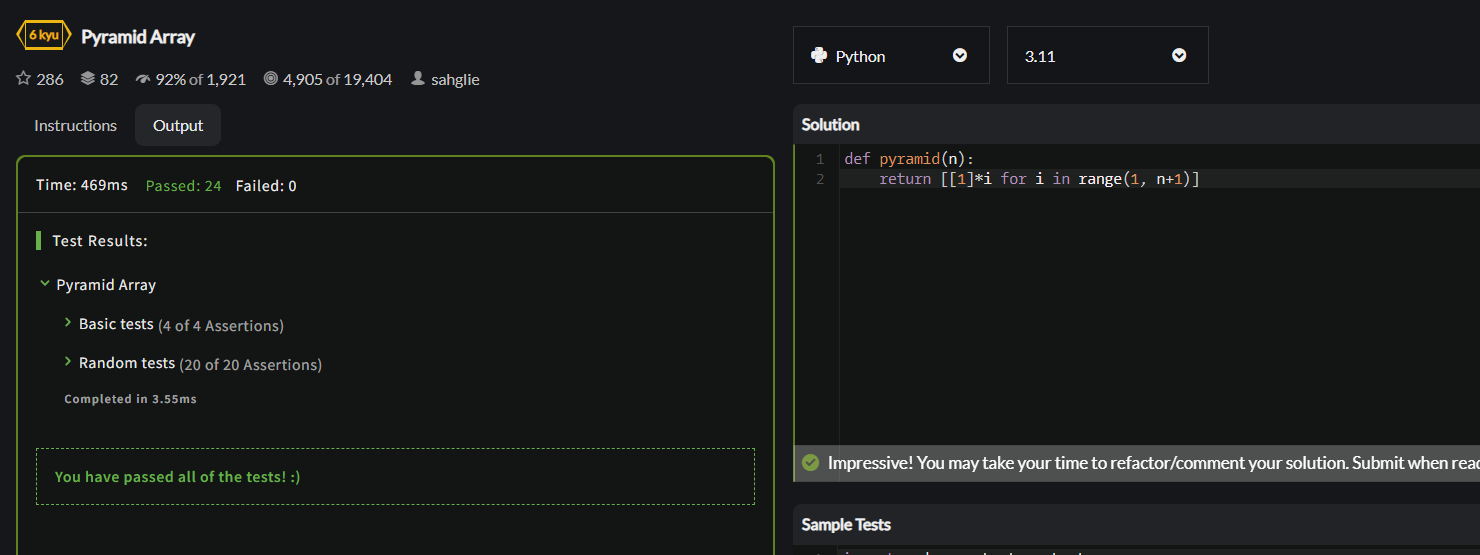 6 kyu Pyramid Array
286 82 92% of 1,921 4,905 of 19,404 sahglie
Instructions Output
Time: 469ms Passed: 24 Failed: 0
Test Results:
Pyramid Array
Basic tests (4 of 4 Assertions)
Random tests (20 of 20 Assertions)
Completed in 3.55ms
You have passed all of the tests! :)
Python 3.11
Solution
1 def pyramid(n):
2     return [[1]*i for i in range(1, n+1)]
Impressive! You may take your time to refactor/comment your solution. Submit when
Sample Tests